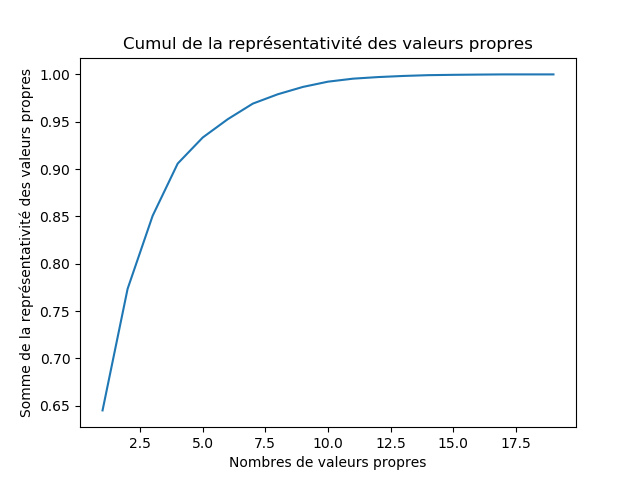 Cumul de la représentativité des valeurs propres
Somme de la représentativité des valeurs propres
1.00
0.95
0.90
0.85
0.80
0.75
0.70
0.65
2.5 5.0 7.5 10.0 12.5 15.0 17.5
Nombres de valeurs propres